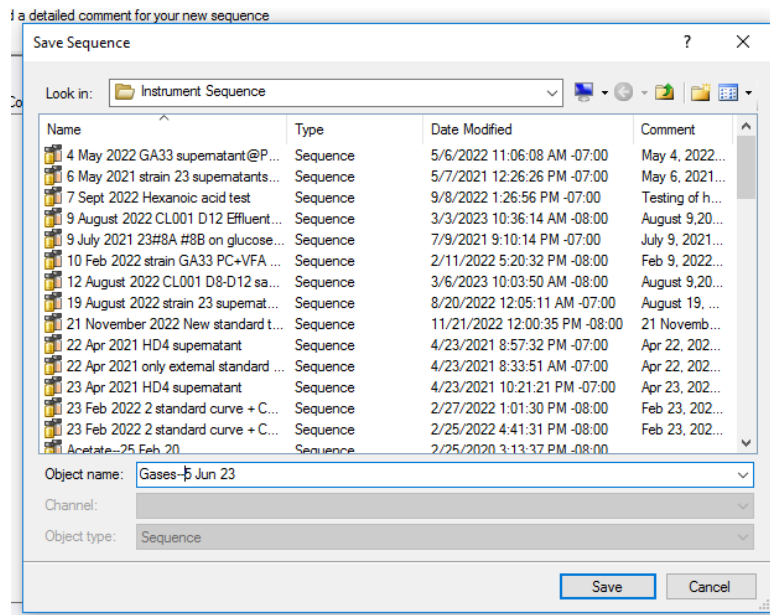 a detailed comment for your new sequence
Save Sequence
Look in: Instrument Sequence
Name Type Date Modified Comment
4 May 2022 GA33 supernatant@P... Sequence 5/6/2022 11:06:08 AM -07:00 May 4, 2022...
6 May 2021 strain 23 supernatants... Sequence 5/7/2021 12:26:26 PM -07:00 May 6, 2021...
7 Sept 2022 Hexanoic acid test Sequence 9/8/2022 1:26:56 PM -07:00 Testing of h...
9 August 2022 CL001 D12 Effluent... Sequence 3/3/2023 10:36:14 AM -08:00 August 9,20...
9 July 2021 23#8A #8B on glucose... Sequence 7/9/2021 9:10:14 PM -07:00 July 9, 2021...
10 Feb 2022 strain GA33 PC+VFA ... Sequence 2/11/2022 5:20:32 PM -08:00 Feb 9, 2022...
12 August 2022 CL001 D8-D12 sa... Sequence 3/6/2023 10:03:50 AM -08:00 August 9,20...
19 August 2022 strain 23 supernat... Sequence 8/20/2022 12:05:11 AM -07:00 August 19, ...
21 November 2022 New standard t... Sequence 11/21/2022 12:00:35 PM -08:00 21 Novemb...
22 Apr 2021 HD4 supernatant Sequence 4/23/2021 8:57:32 PM -07:00 Apr 22, 202...
22 Apr 2021 only external standard ... Sequence 4/23/2021 8:33:51 AM -07:00 Apr 22, 202...
23 Apr 2021 HD4 supernatant Sequence 4/23/2021 10:21:21 PM -07:00 Apr 23, 202...
23 Feb 2022 2 standard curve + C... Sequence 2/27/2022 1:01:30 PM -08:00 Feb 23, 202...
23 Feb 2022 2 standard curve + C... Sequence 2/25/2022 4:41:31 PM -08:00 Feb 23, 202...
Acetate--25 Feb 20 Sequence 2/25/2020 3:13:37 PM -08:00
Object name: Gases--5 Jun 23
Channel:
Object type: Sequence
Save Cancel